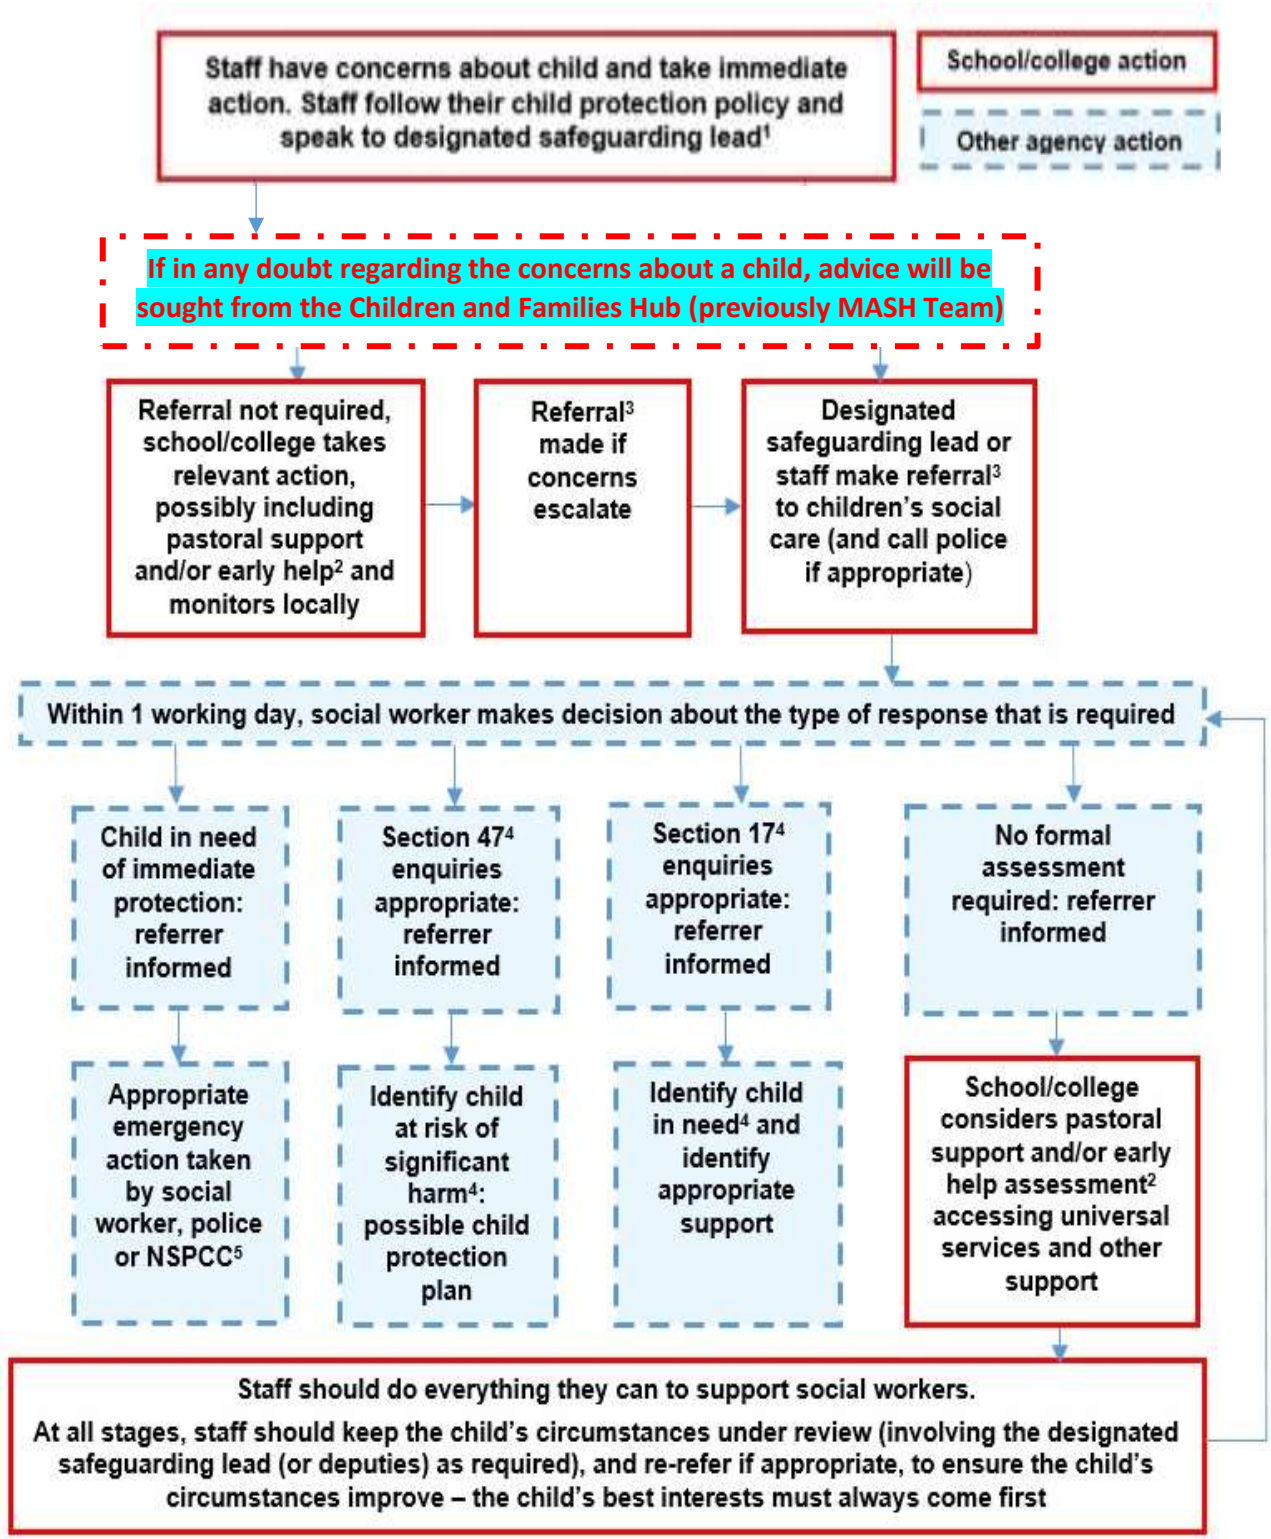 Staff have concerns about child and take immediate
action. Staff follow their child protection policy and
speak to designated safeguarding lead¹
School/college action
Other agency action
If in any doubt regarding the concerns about a child, advice will be
sought from the Children and Families Hub (previously MASH Team)
Referral not required,
school/college takes
relevant action,
possibly including
pastoral support
and/or early help² and
monitors locally
Referral³
made if
concerns
escalate
Designated
safeguarding lead or
staff make referral³
to children's social
care (and call police
if appropriate)
Within 1 working day, social worker makes decision about the type of response that is required
Child in need
of immediate
protection:
referrer
informed
Section 47⁴
enquiries
appropriate:
referrer
informed
Section 17⁴
enquiries
appropriate:
referrer
informed
No formal
assessment
required: referrer
informed
Appropriate
emergency
action taken
by social
worker, police
or NSPCC⁵
Identify child
at risk of
significant
harm⁴:
possible child
protection
plan
Identify child
in need⁴ and
identify
appropriate
support
School/college
considers pastoral
support and/or early
help assessment²
accessing universal
services and other
support
Staff should do everything they can to support social workers.
At all stages, staff should keep the child's circumstances under review (involving the designated
safeguarding lead (or deputies) as required), and re-refer if appropriate, to ensure the child's
circumstances improve – the child's best interests must always come first